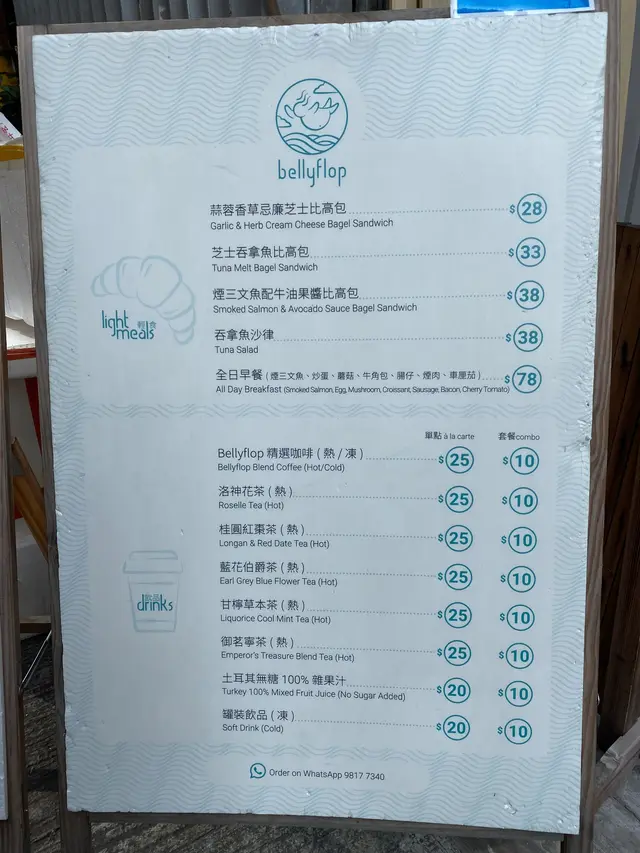 bellyflop
蒜蓉香草忌廉芝士比高包 $28
Garlic & Herb Cream Cheese Bagel Sandwich
芝士吞拿魚比高包 $33
Tuna Melt Bagel Sandwich
煙三文魚配牛油果醬比高包 $38
Smoked Salmon & Avocado Sauce Bagel Sandwich
light meals 輕食
吞拿魚沙律 $38
Tuna Salad
全日早餐 ( 煙三文魚、炒蛋、蘑菇、牛角包、腸仔、煙肉、車厘茄 ) $78
All Day Breakfast (Smoked Salmon, Egg, Mushroom, Croissant, Sausage, Bacon, Cherry Tomato)
單點 à la carte 套餐combo
Bellyflop 精選咖啡 ( 熱 / 凍 ) $25 $10
Bellyflop Blend Coffee (Hot/Cold)
洛神花茶 ( 熱 ) $25 $10
Roselle Tea (Hot)
桂圓紅棗茶 ( 熱 ) $25 $10
Longan & Red Date Tea (Hot)
藍花伯爵茶 ( 熱 ) $25 $10
Earl Grey Blue Flower Tea (Hot)
飲品 drinks
甘檸草本茶 ( 熱 ) $25 $10
Liquorice Cool Mint Tea (Hot)
御茗寧茶 ( 熱 ) $25 $10
Emperor's Treasure Blend Tea (Hot)
土耳其無糖 100% 雜果汁 $20 $10
Turkey 100% Mixed Fruit Juice (No Sugar Added)
罐裝飲品 ( 凍 ) $20 $10
Soft Drink (Cold)
Order on WhatsApp 9817 7340